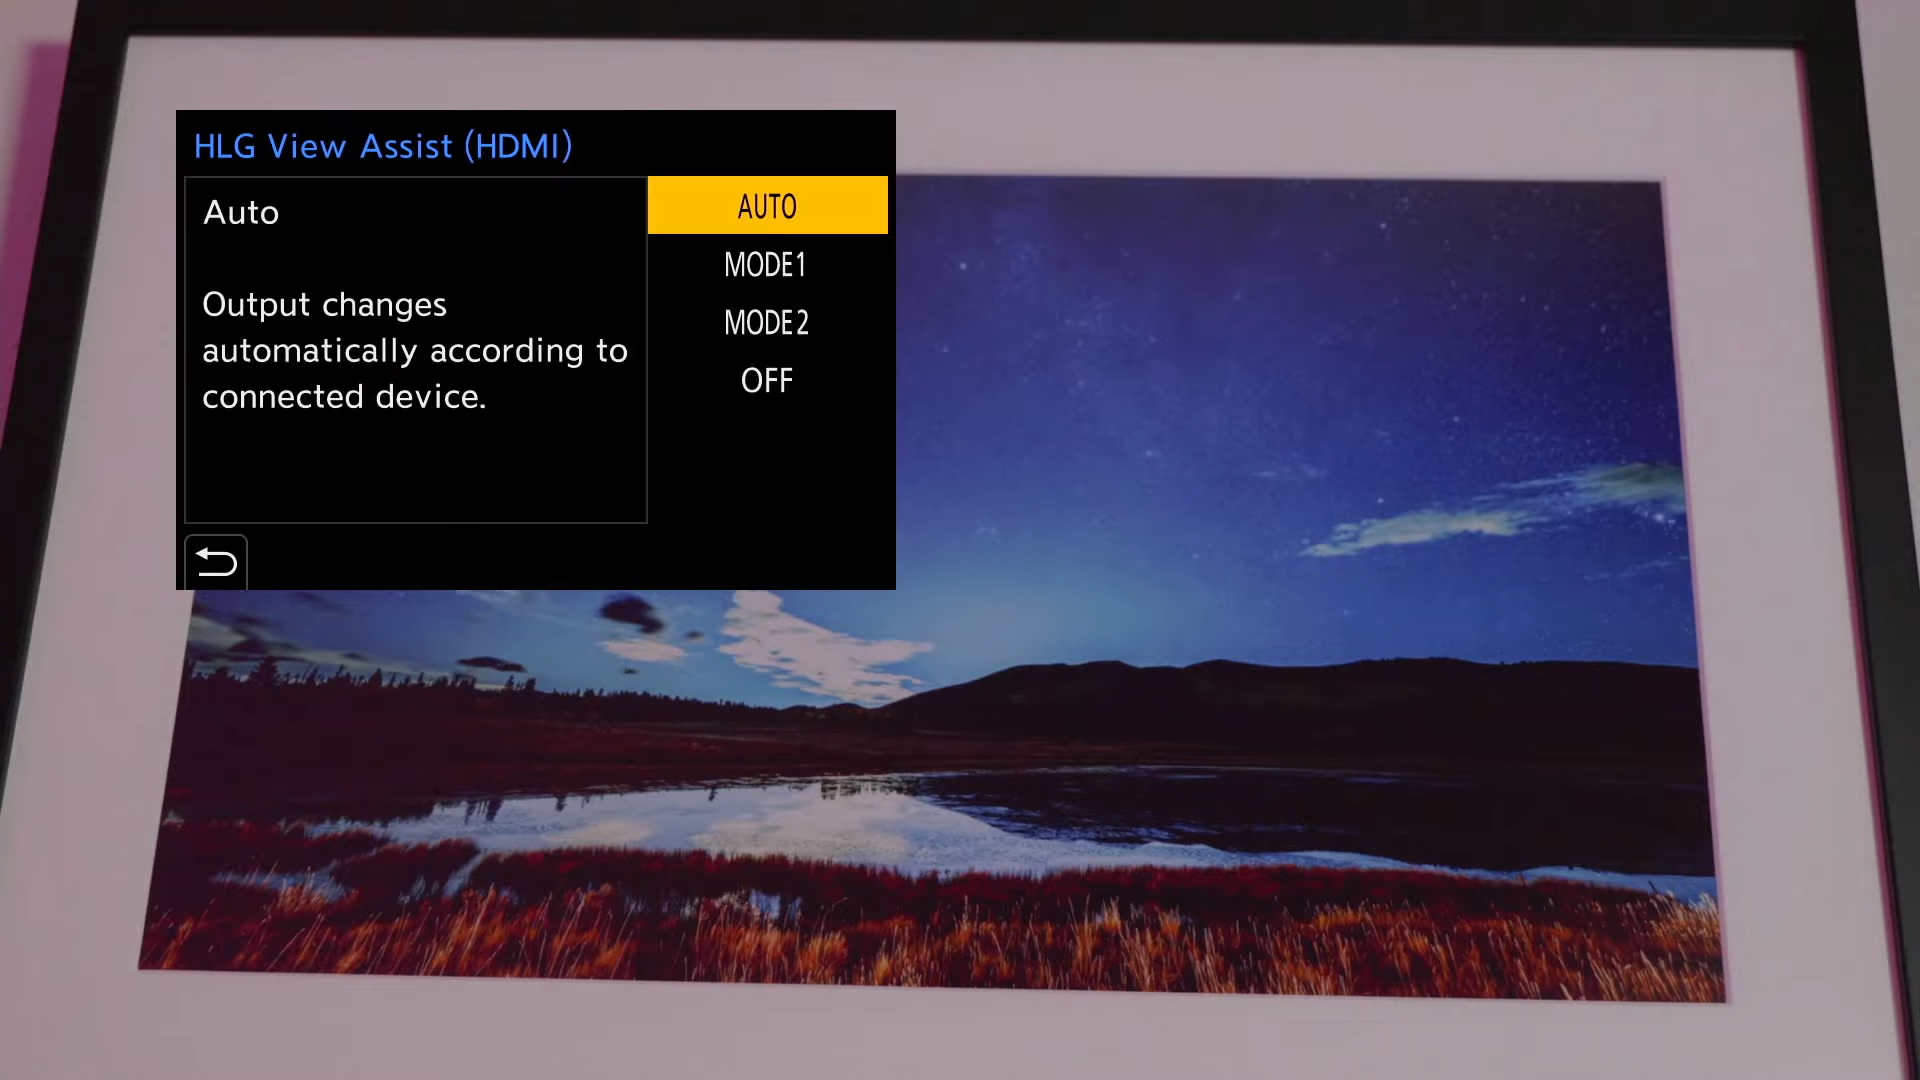 HLG View Assist (HDMI)
Auto
Output changes
automatically according to
connected device.
AUTO
MODE1
MODE2
OFF